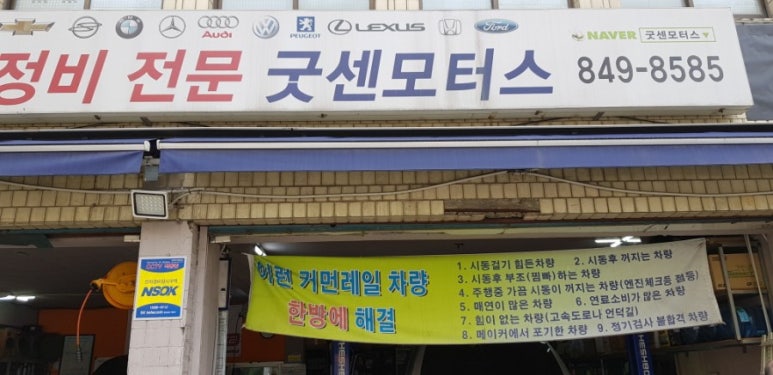 Audi
PEUGEOT
LEXUS
Ford
NAVER 굿센모터스
정비 전문 굿센모터스 849-8585
이런 커먼레일 차량
한방에 해결
1. 시동걸기 힘든차량 2. 시동후 꺼지는 차량
3. 시동후 부조(찜빠)하는 차량
4. 주행중 가끔 시동이 꺼지는 차량(엔진체크등 점등)
5. 매연이 많은 차량 6. 연료소비가 많은 차량
7. 힘이 없는 차량(고속도로나 언덕길)
8. 메이커에서 포기한 차량 9. 정기검사 불합격 차량
NSOK